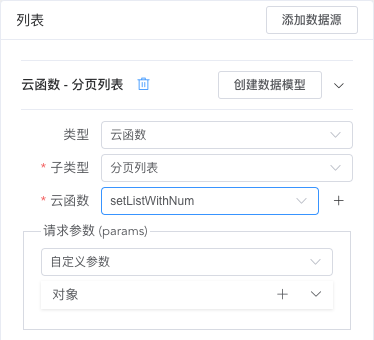 列表 添加数据源
云函数 - 分页列表 创建数据模型
类型 云函数
* 子类型 分页列表
* 云函数 setListWithNum
请求参数 (params)
自定义参数
对象